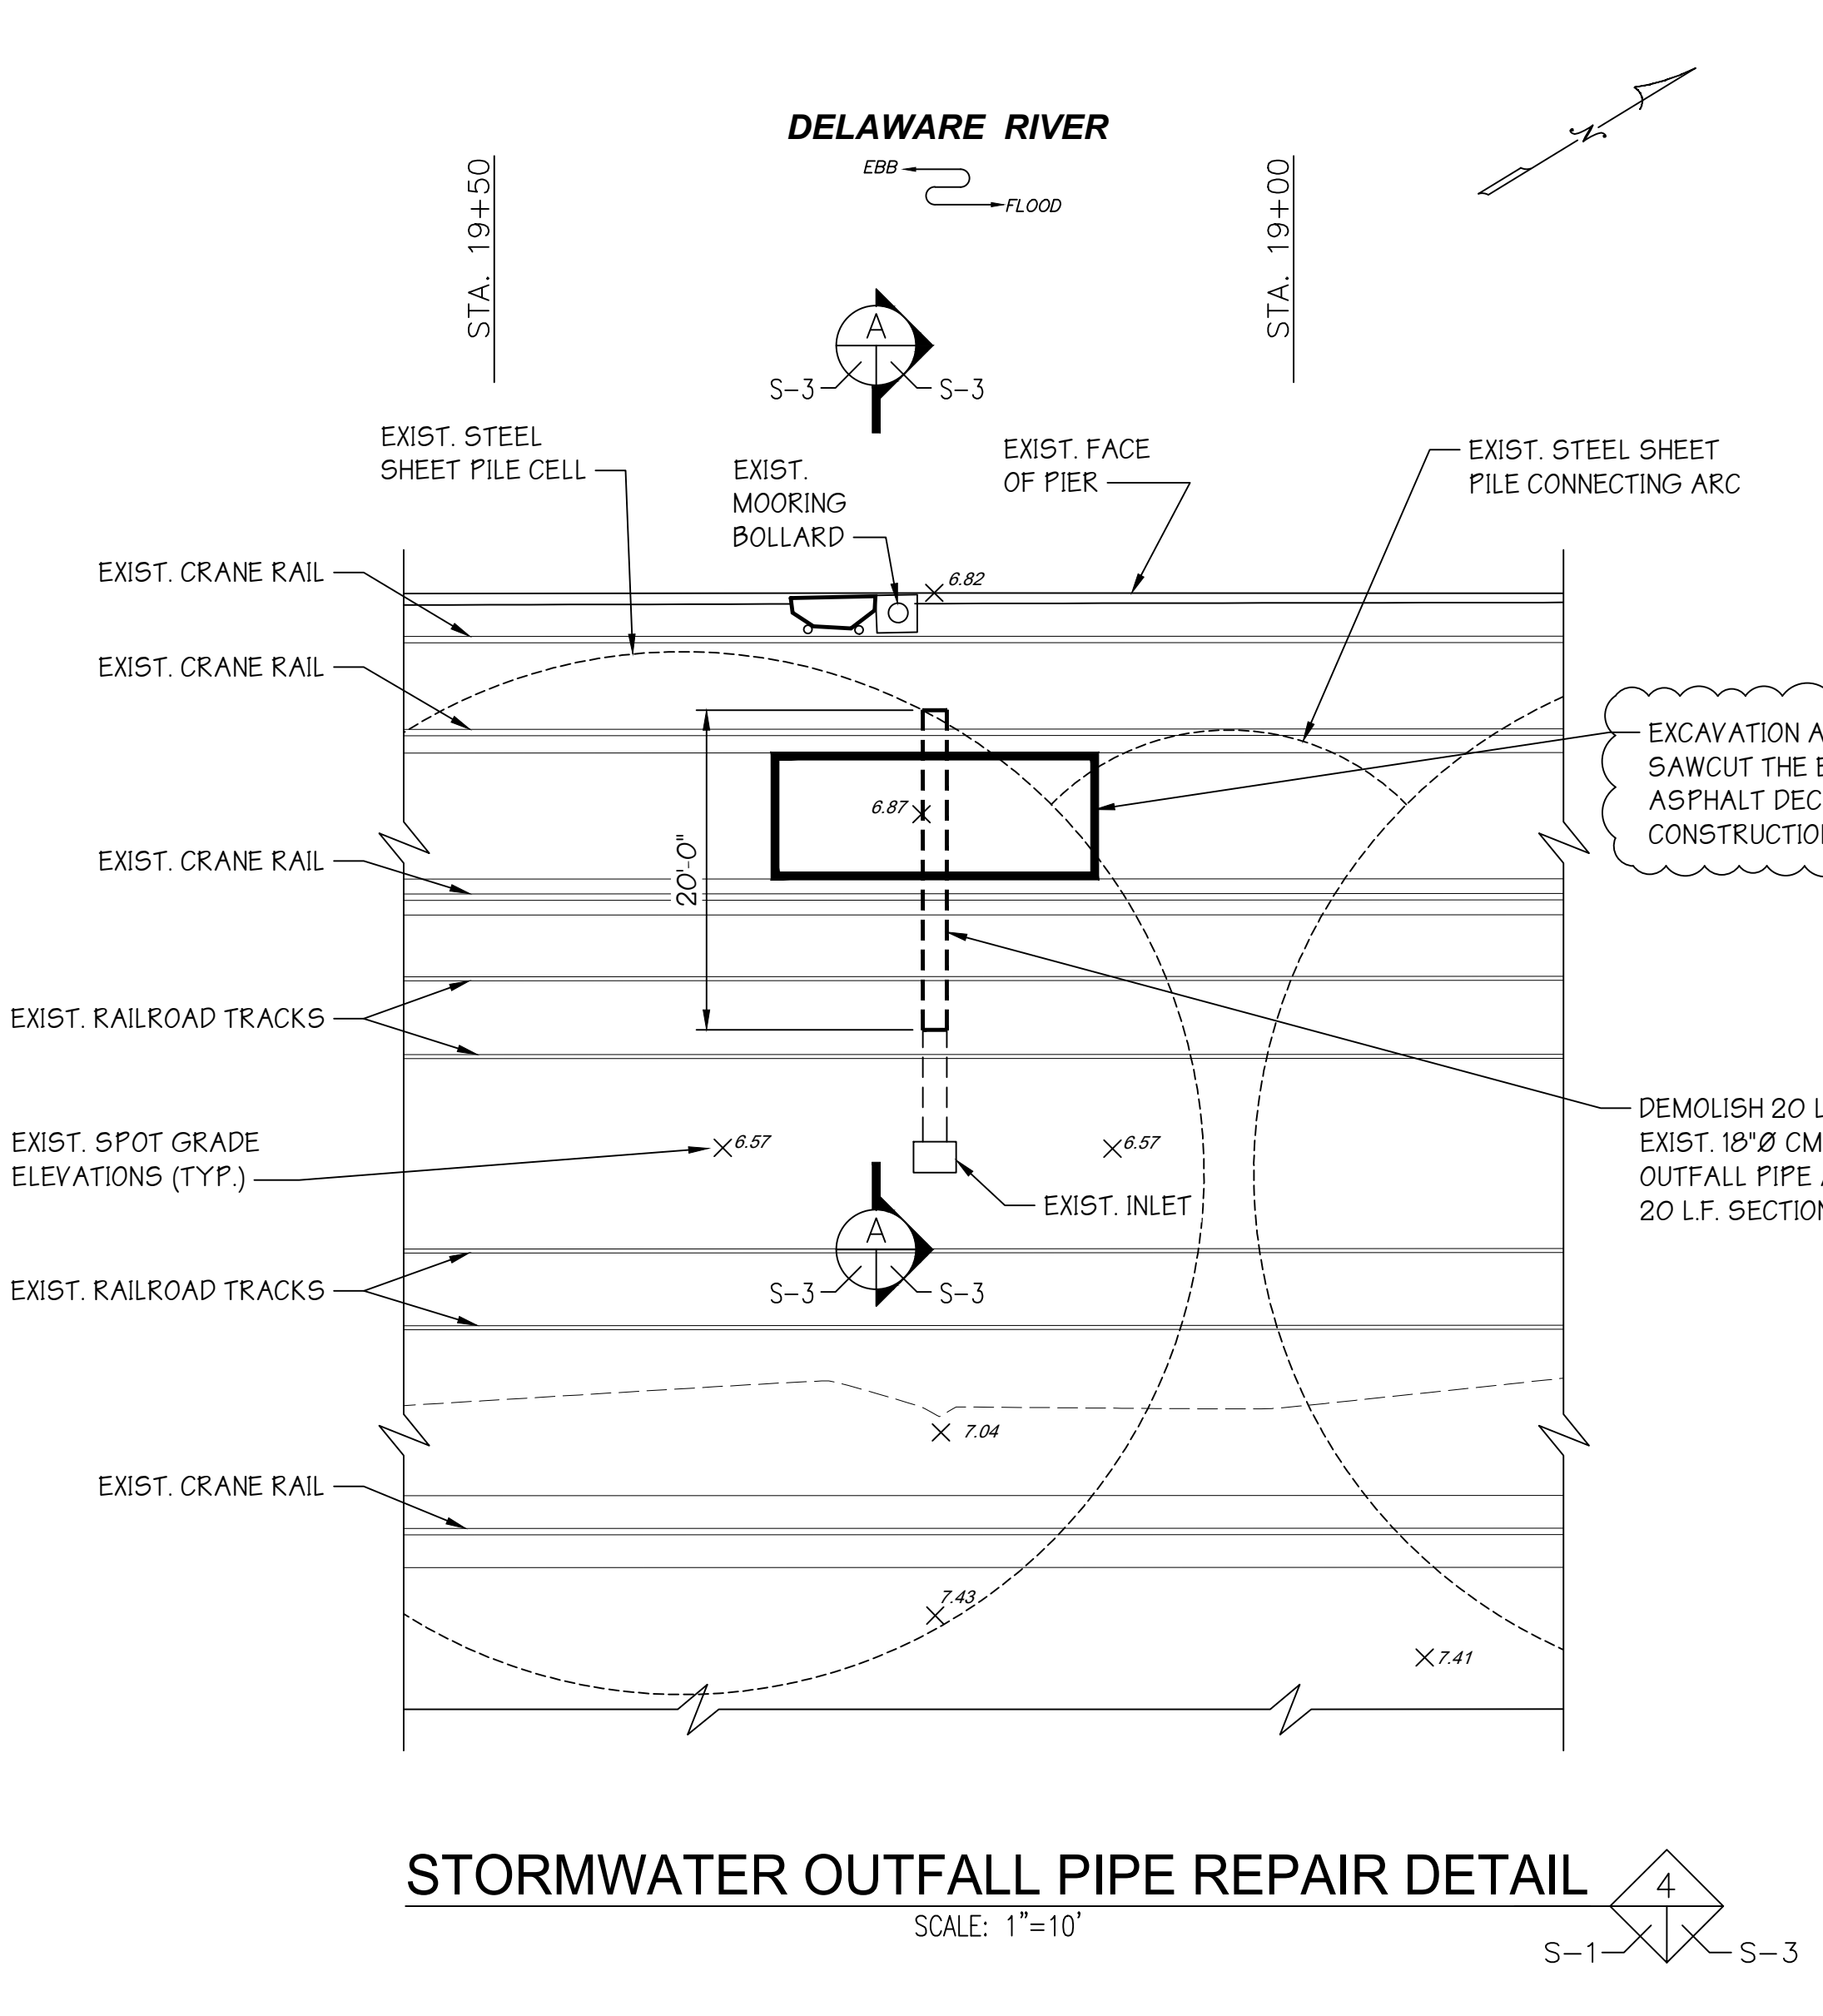 DELAWARE RIVER
N
EBB
FLOOD
STA. 19+50
STA. 19+00
A
S-3
S-3
EXIST. STEEL
SHEET PILE CELL
EXIST.
MOORING
BOLLARD
EXIST. FACE
OF PIER
EXIST. STEEL SHEET
PILE CONNECTING ARC
EXIST. CRANE RAIL
6.82
EXIST. CRANE RAIL
EXCAVATION A
SAWCUT THE E
ASPHALT DEC
CONSTRUCTION
6.87
20'-0"
EXIST. CRANE RAIL
EXIST. RAILROAD TRACKS
DEMOLISH 20 L
EXIST. 18"Ø CM
OUTFALL PIPE A
20 L.F. SECTION
EXIST. SPOT GRADE
ELEVATIONS (TYP.)
6.57
6.57
EXIST. INLET
A
S-3
S-3
EXIST. RAILROAD TRACKS
7.04
EXIST. CRANE RAIL
7.43
7.41
STORMWATER OUTFALL PIPE REPAIR DETAIL
SCALE: 1"=10'
4
S-1
S-3